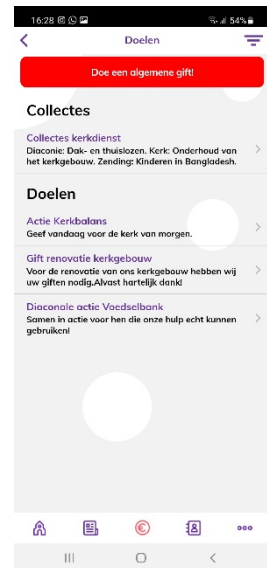 16:28
54%
Doelen
Doe een algemene gift!
Collectes
Collectes kerkdienst
Diaconie: Dak- en thuislozen. Kerk: Onderhoud van
het kerkgebouw. Zending: Kinderen in Bangladesh.
Doelen
Actie Kerkbalans
Geef vandaag voor de kerk van morgen.
Gift renovatie kerkgebouw
Voor de renovatie van ons kerkgebouw hebben wij
uw giften nodig.Alvast hartelijk dank!
Diaconale actie Voedselbank
Samen in actie voor hen die onze hulp echt kunnen
gebruiken!